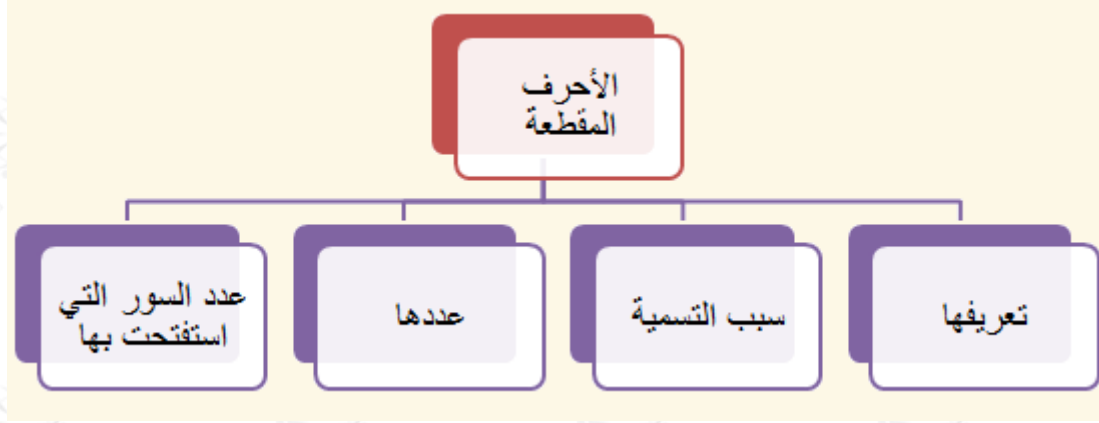 الأحرف
المقطعة
تعريفها
سبب التسمية
عددها
عدد السور التي
استفتحت بها